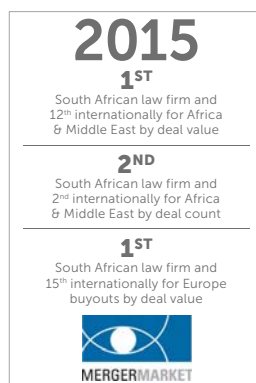 2015
1ST
South African law firm and
12th internationally for Africa
& Middle East by deal value
2ND
South African law firm and
2nd internationally for Africa
& Middle East by deal count
1ST
South African law firm and
15th internationally for Europe
buyouts by deal value
MERGERMARKET